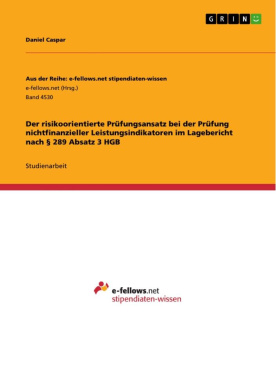 GRIN
Daniel Caspar
Aus der Reihe: e-fellows.net stipendiaten-wissen
e-fellows.net (Hrsg.)
Band 4530
Der risikoorientierte Prüfungsansatz bei der Prüfung
nichtfinanzieller Leistungsindikatoren im Lagebericht
nach § 289 Absatz 3 HGB
Studienarbeit
e-fellows.net
stipendiaten-wissen